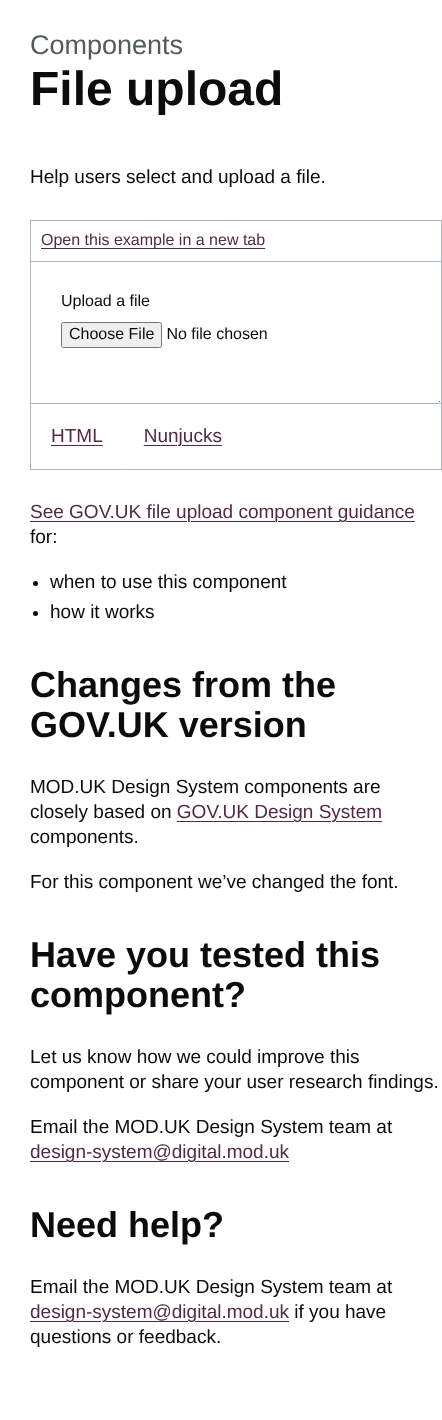 Components
File upload
Help users select and upload a file.
Open this example in a new tab
Upload a file
Choose File No file chosen
HTML Nunjucks
See GOV.UK file upload component guidance
for:
• when to use this component
• how it works
Changes from the
GOV.UK version
MOD.UK Design System components are
closely based on GOV.UK Design System
components.
For this component we’ve changed the font.
Have you tested this
component?
Let us know how we could improve this
component or share your user research findings.
Email the MOD.UK Design System team at
design-system@digital.mod.uk
Need help?
Email the MOD.UK Design System team at
design-system@digital.mod.uk if you have
questions or feedback.